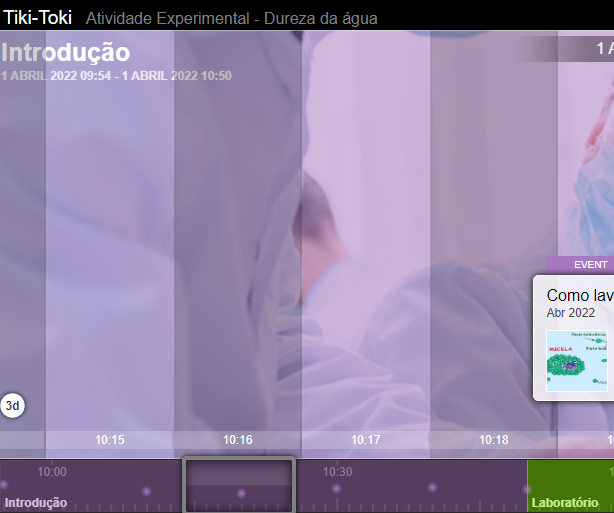 Tiki-Toki Atividade Experimental - Dureza da água
Introdução
1 ABRIL 2022 09:54 - 1 ABRIL 2022 10:50
1 A
EVENT
Como lav
Abr 2022
MICELA
3d
10:15 10:16 10:17 10:18
10:00 10:30
Introdução Laboratório